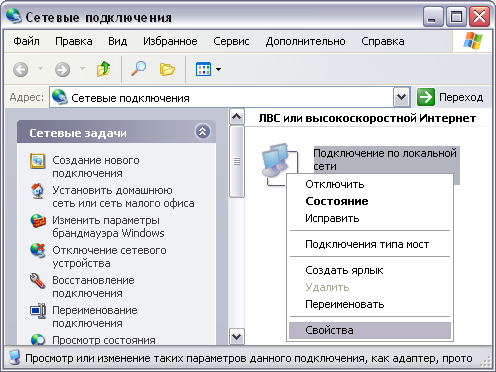 Сетевые подключения
Файл Правка Вид Избранное Сервис Дополнительно Справка
Адрес: Сетевые подключения Переход
Сетевые задачи
Создание нового
подключения
Установить домашнюю
сеть или сеть малого офиса
Изменить параметры
брандмауэра Windows
Отключение сетевого
устройства
Восстановление
подключения
Переименование
подключения
Просмотр состояния
ЛВС или высокоскоростной Интернет
Подключение по локальной
сети
Отключить
Состояние
Исправить
Подключения типа мост
Создать ярлык
Удалить
Переименовать
Свойства
Просмотр или изменение таких параметров данного подключения, как адаптер, прото